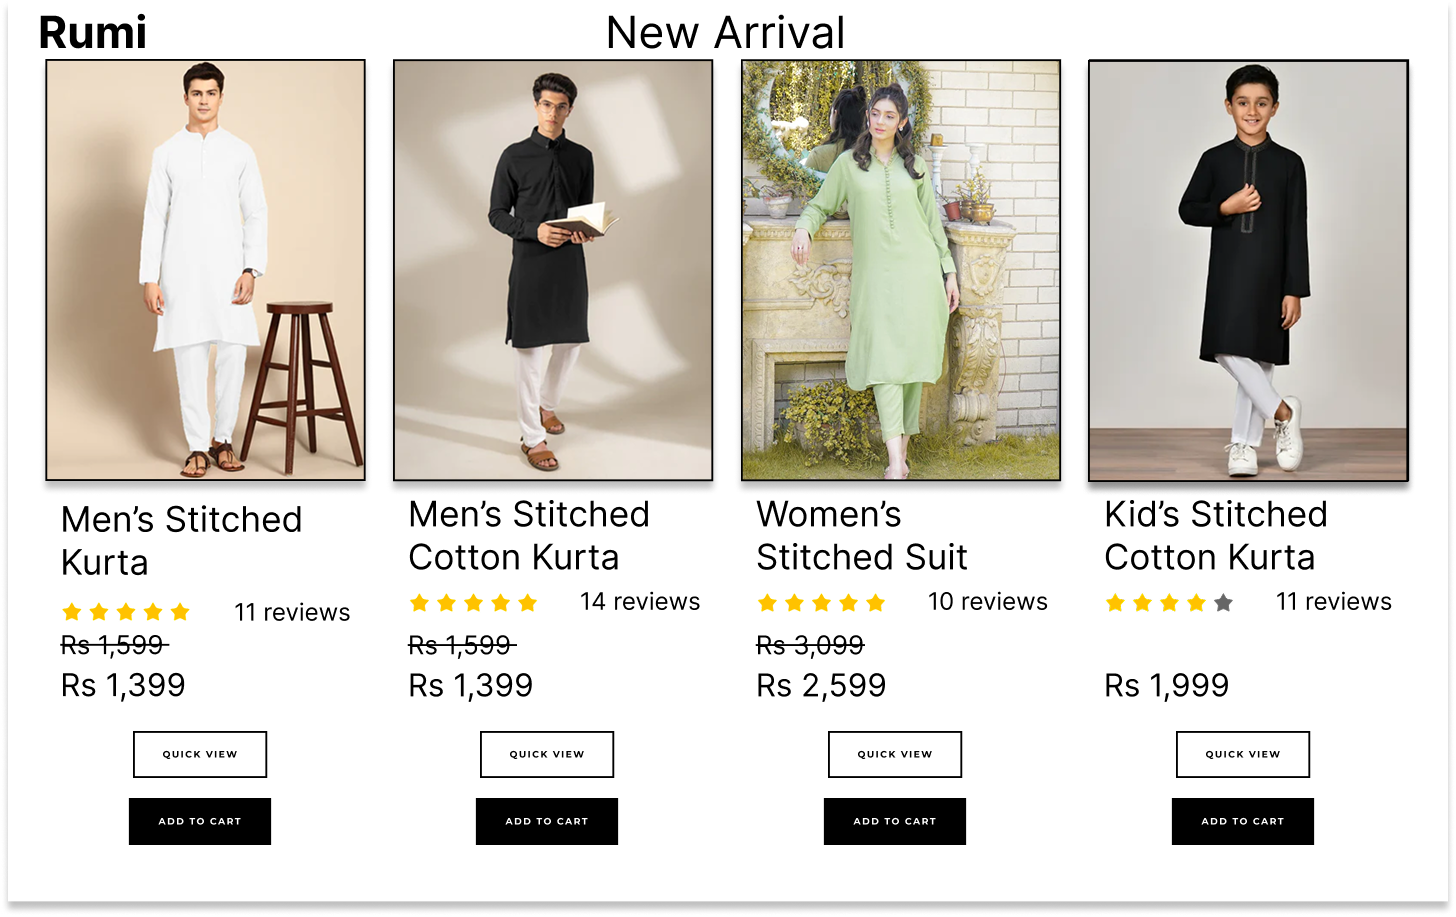 Rumi
New Arrival
Men’s Stitched
Kurta
11 reviews
Rs 1,599
Rs 1,399
QUICK VIEW
ADD TO CART
Men’s Stitched
Cotton Kurta
14 reviews
Rs 1,599
Rs 1,399
QUICK VIEW
ADD TO CART
Women’s
Stitched Suit
10 reviews
Rs 3,099
Rs 2,599
QUICK VIEW
ADD TO CART
Kid’s Stitched
Cotton Kurta
11 reviews
Rs 1,999
QUICK VIEW
ADD TO CART